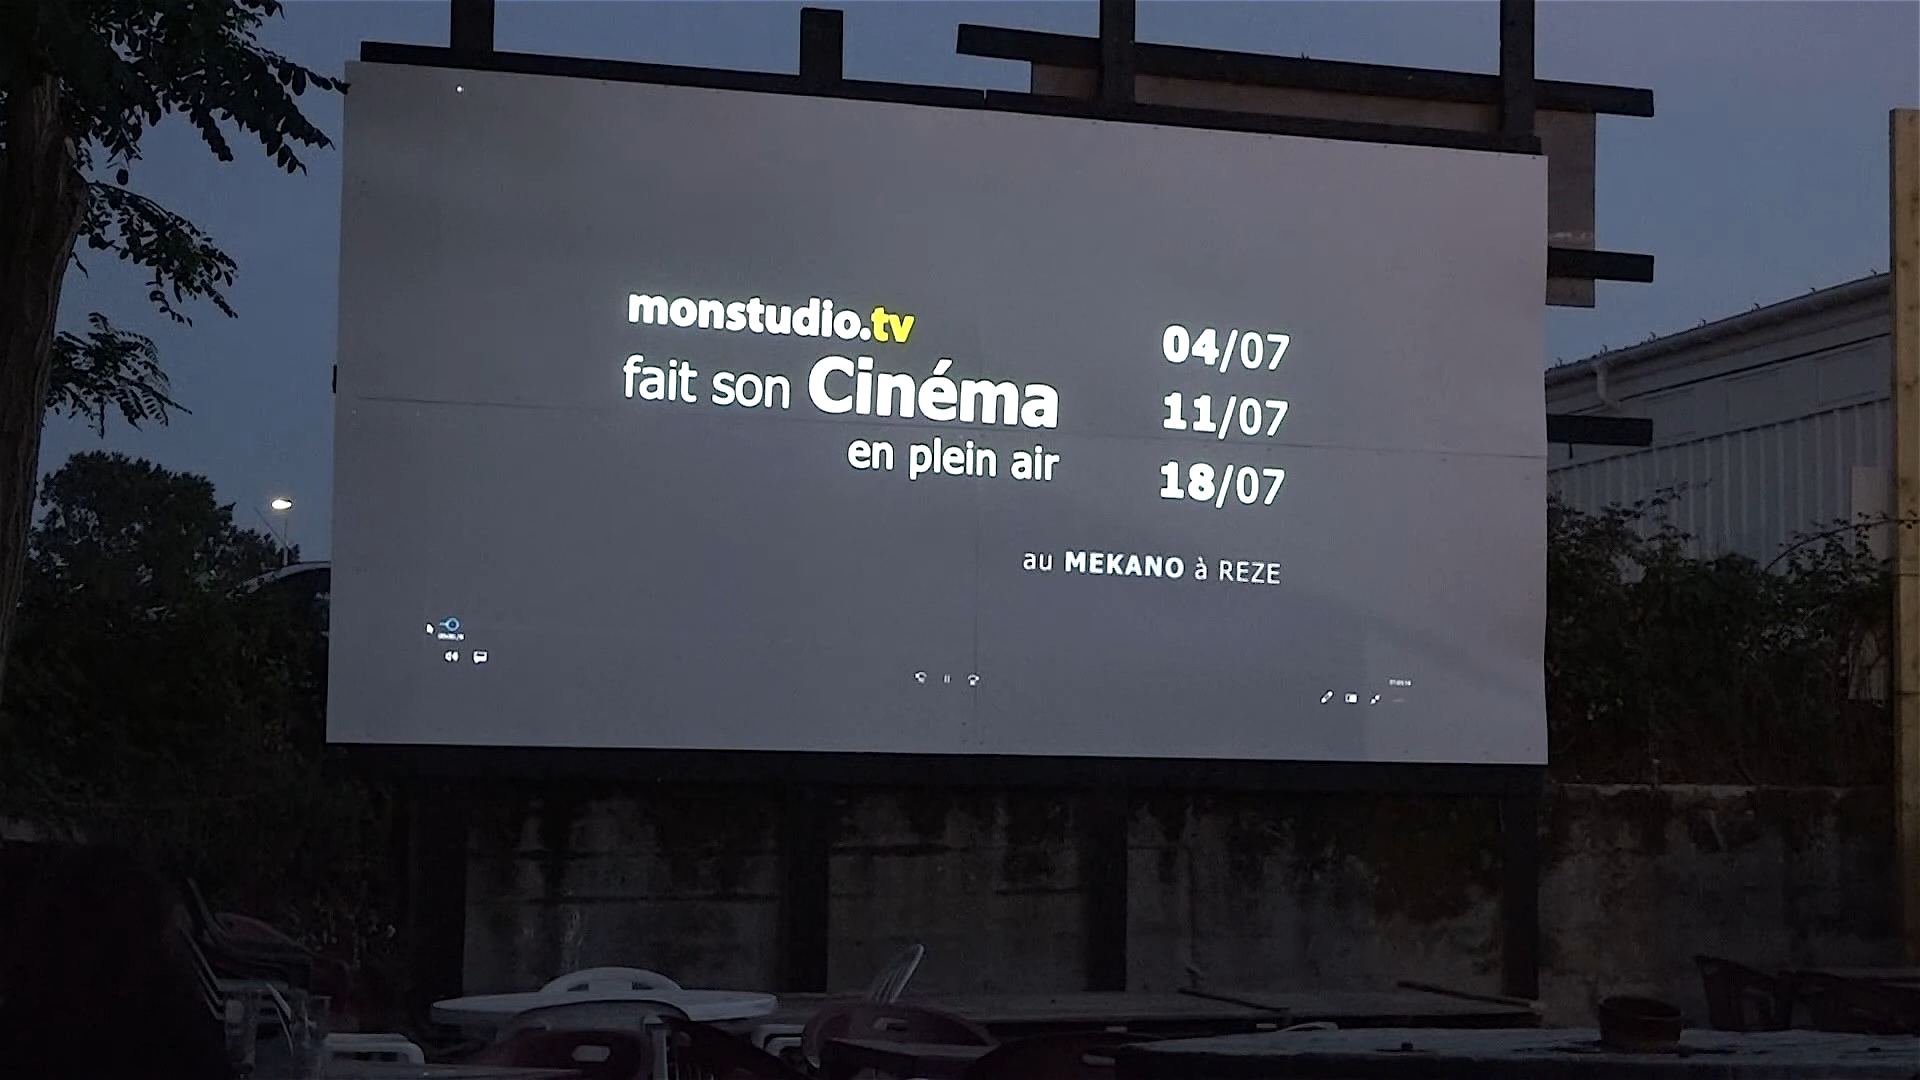 monstudio.tv
fait son Cinéma
en plein air
04/07
11/07
18/07
au MEKANO à REZE